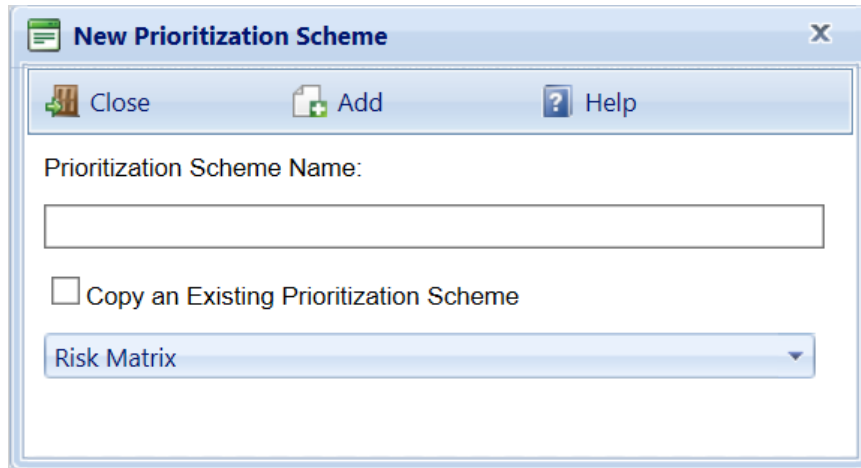 New Prioritization Scheme
Close Add Help
Prioritization Scheme Name:
Copy an Existing Prioritization Scheme
Risk Matrix